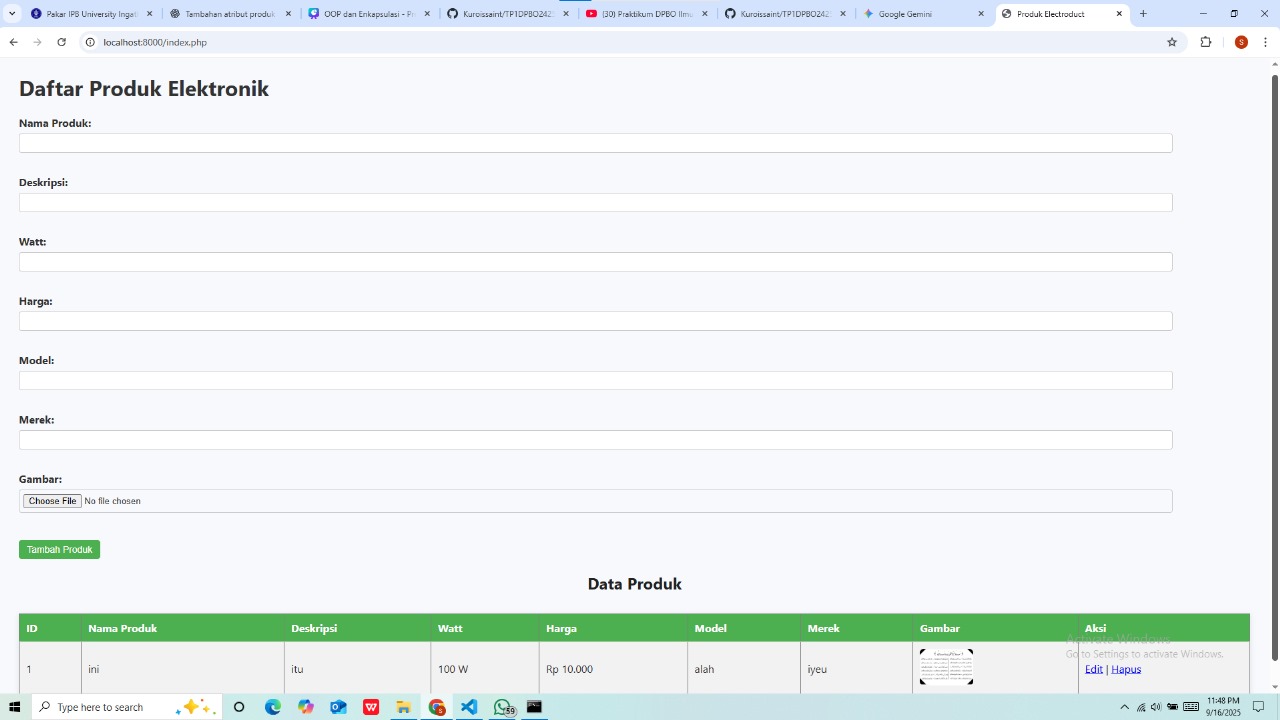 Pakar IPB University Ingatk
Tambahan atribut produk
OOP dan Enkapsulasi - Pr
Kuroissaint/TP1DPBO242
(30) Praktikum DPBO Ilmu
Kuroissaint/TP1DPBO242
Google Gemini
Produk Electroduct
localhost:8000/index.php
S
Daftar Produk Elektronik
Nama Produk:
Deskripsi:
Watt:
Harga:
Model:
Merek:
Gambar:
Choose File No file chosen
Tambah Produk
Data Produk
ID Nama Produk Deskripsi Watt Harga Model Merek Gambar Aksi
1 ini itu 100 W Rp 10.000 aiah iyeu Edit | Hapus
Activate Windows
Go to Settings to activate Windows.
Type here to search
11:48 PM
9/16/2025